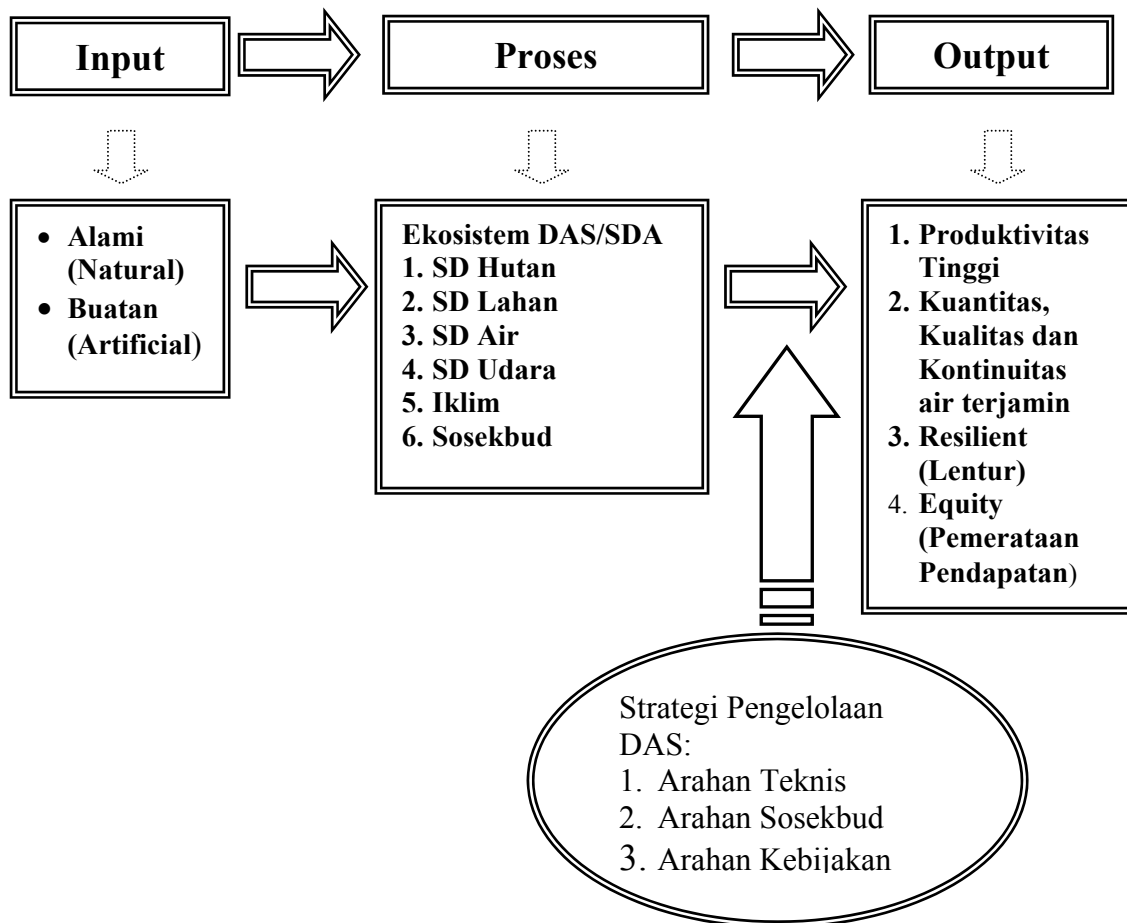 Input
Proses
Output
• Alami
(Natural)
• Buatan
(Artificial)
Ekosistem DAS/SDA
1. SD Hutan
2. SD Lahan
3. SD Air
4. SD Udara
5. Iklim
6. Sosekbud
1. Produktivitas
Tinggi
2. Kuantitas,
Kualitas dan
Kontinuitas
air terjamin
3. Resilient
(Lentur)
4. Equity
(Pemerataan
Pendapatan)
Strategi Pengelolaan
DAS:
1. Arahan Teknis
2. Arahan Sosekbud
3. Arahan Kebijakan